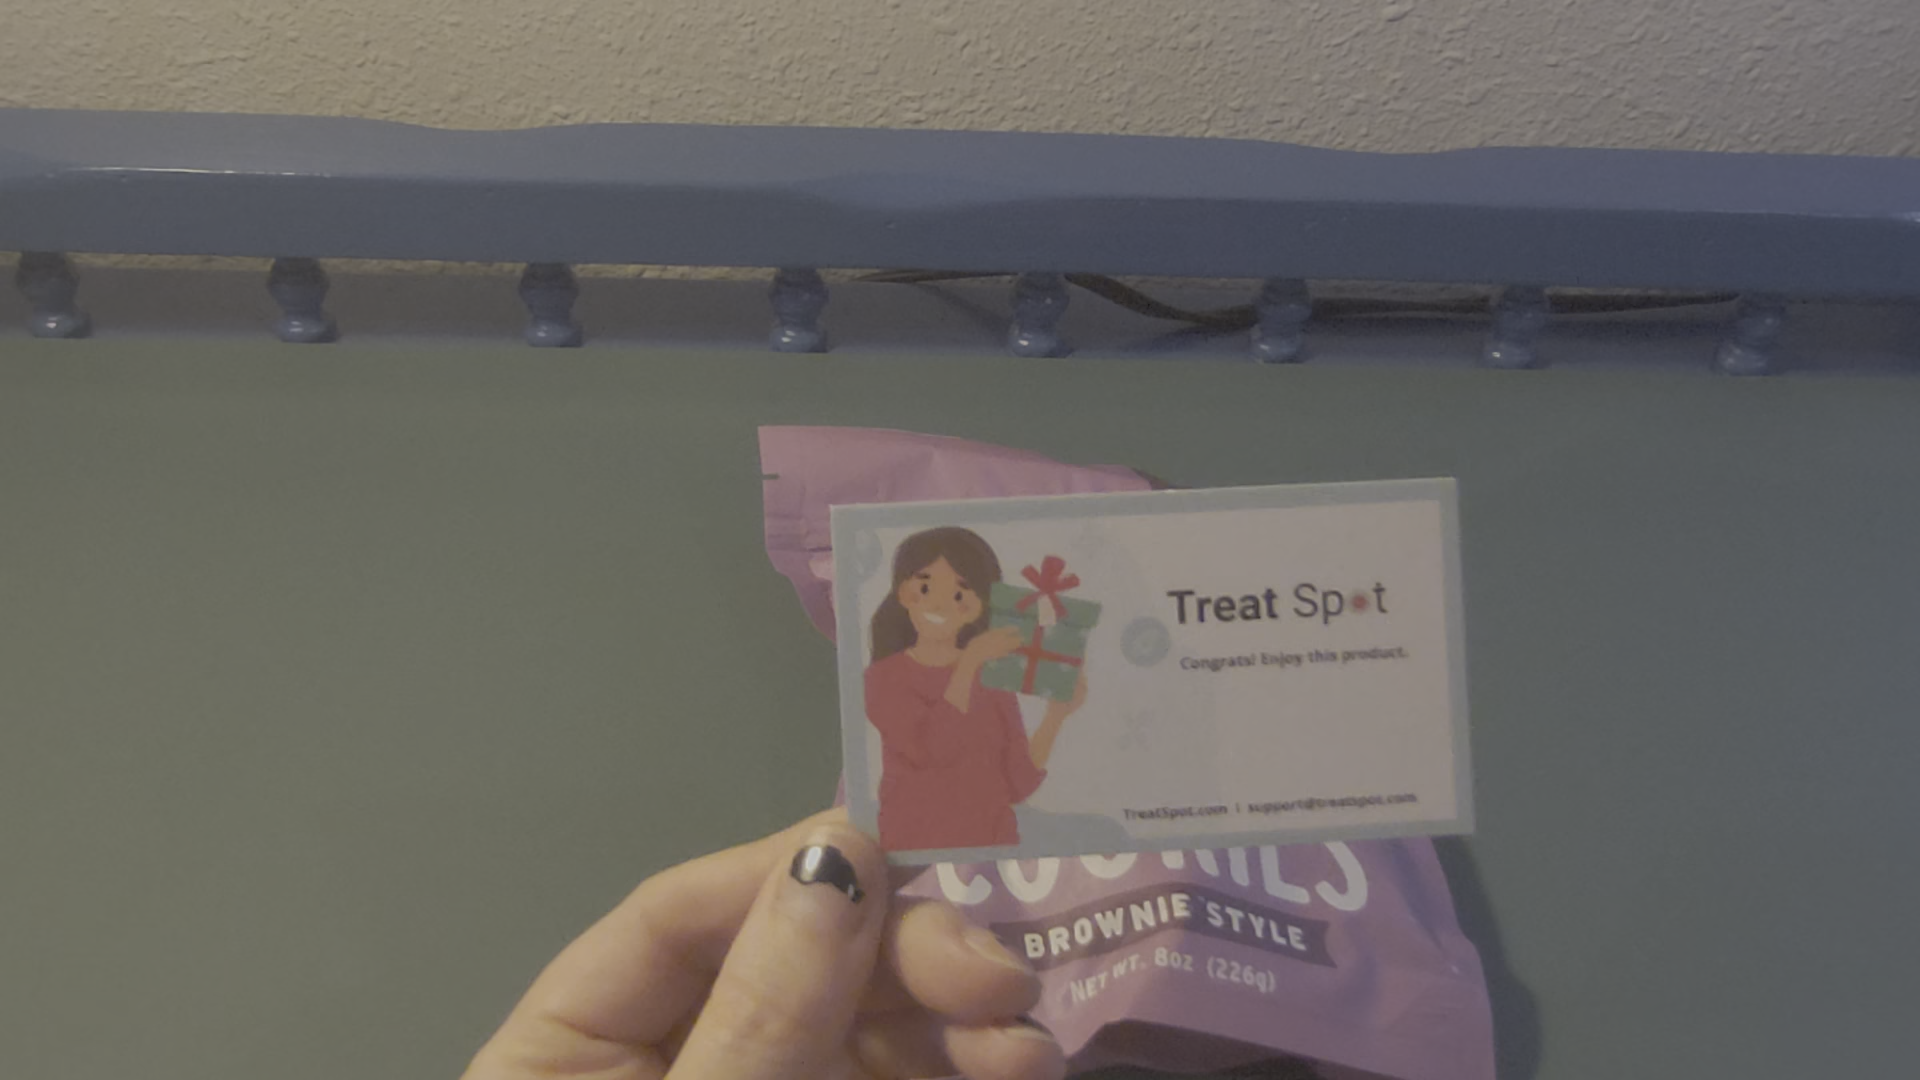 Treat Spot
Congrats! Enjoy this product.
TreatSpot.com | support@treatspot.com
COOKIES
BROWNIE STYLE
NET WT. 8oz (226g)